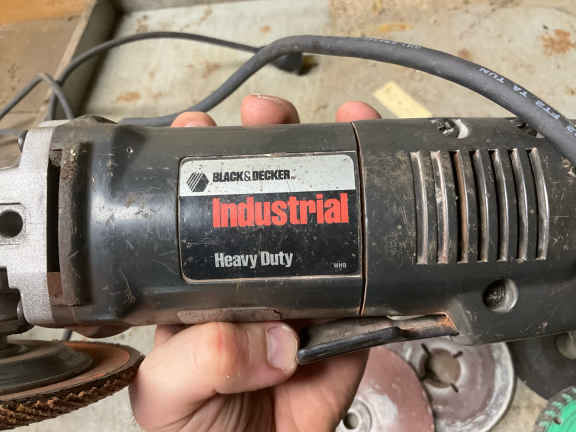 BLACK & DECKER
Industrial
Heavy Duty